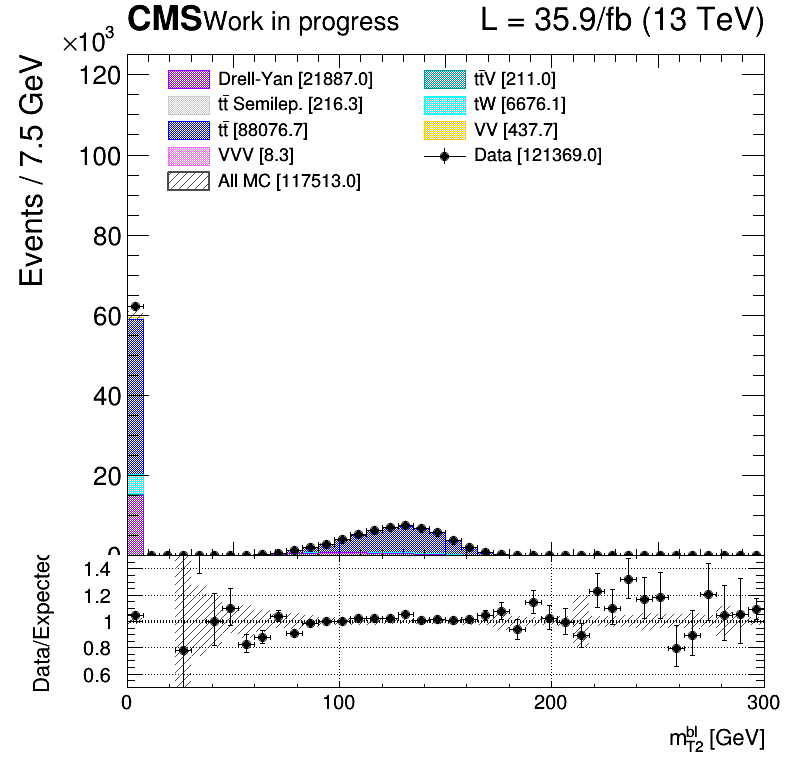 CMS Work in progress L = 35.9/fb (13 TeV)
×10³
Events / 7.5 GeV
120
100
80
60
40
20
0
Drell-Yan [21887.0]
tt̄ Semilep. [216.3]
tt̄ [88076.7]
VVV [8.3]
All MC [117513.0]
tt̄V [211.0]
tW [6676.1]
VV [437.7]
Data [121369.0]
Data/Expected
1.4
1.2
1
0.8
0.6
0 100 200 300
m_{T2}^{bl} [GeV]